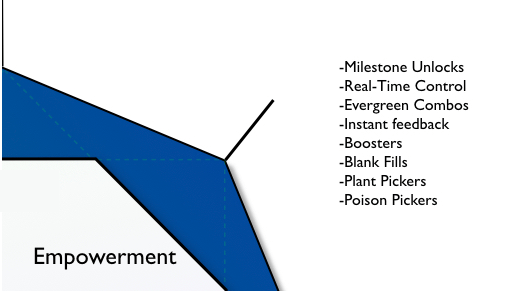 -Milestone Unlocks
-Real-Time Control
-Evergreen Combos
-Instant feedback
-Boosters
-Blank Fills
-Plant Pickers
-Poison Pickers
Empowerment